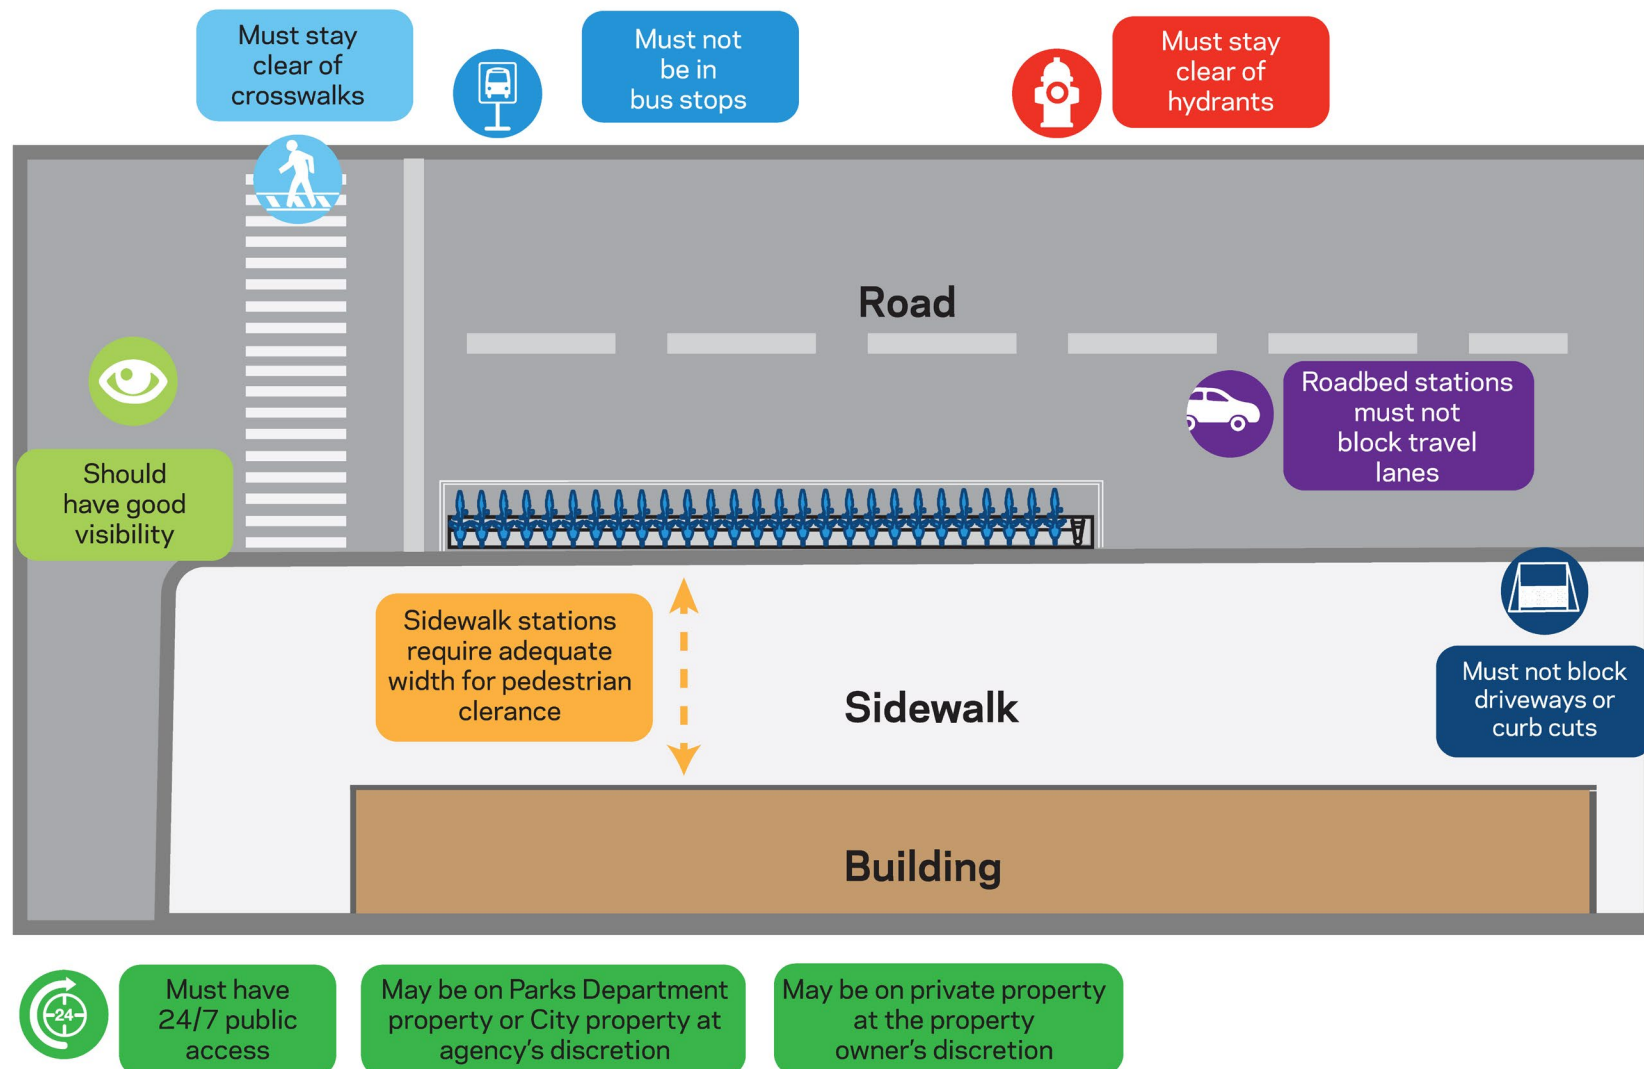 Must stay
clear of
crosswalks
Must not
be in
bus stops
Must stay
clear of
hydrants
Road
Roadbed stations
must not
block travel
lanes
Should
have good
visibility
Sidewalk stations
require adequate
width for pedestrian
clerance
Sidewalk
Must not block
driveways or
curb cuts
Building
24
Must have
24/7 public
access
May be on Parks Department
property or City property at
agency's discretion
May be on private property
at the property
owner's discretion